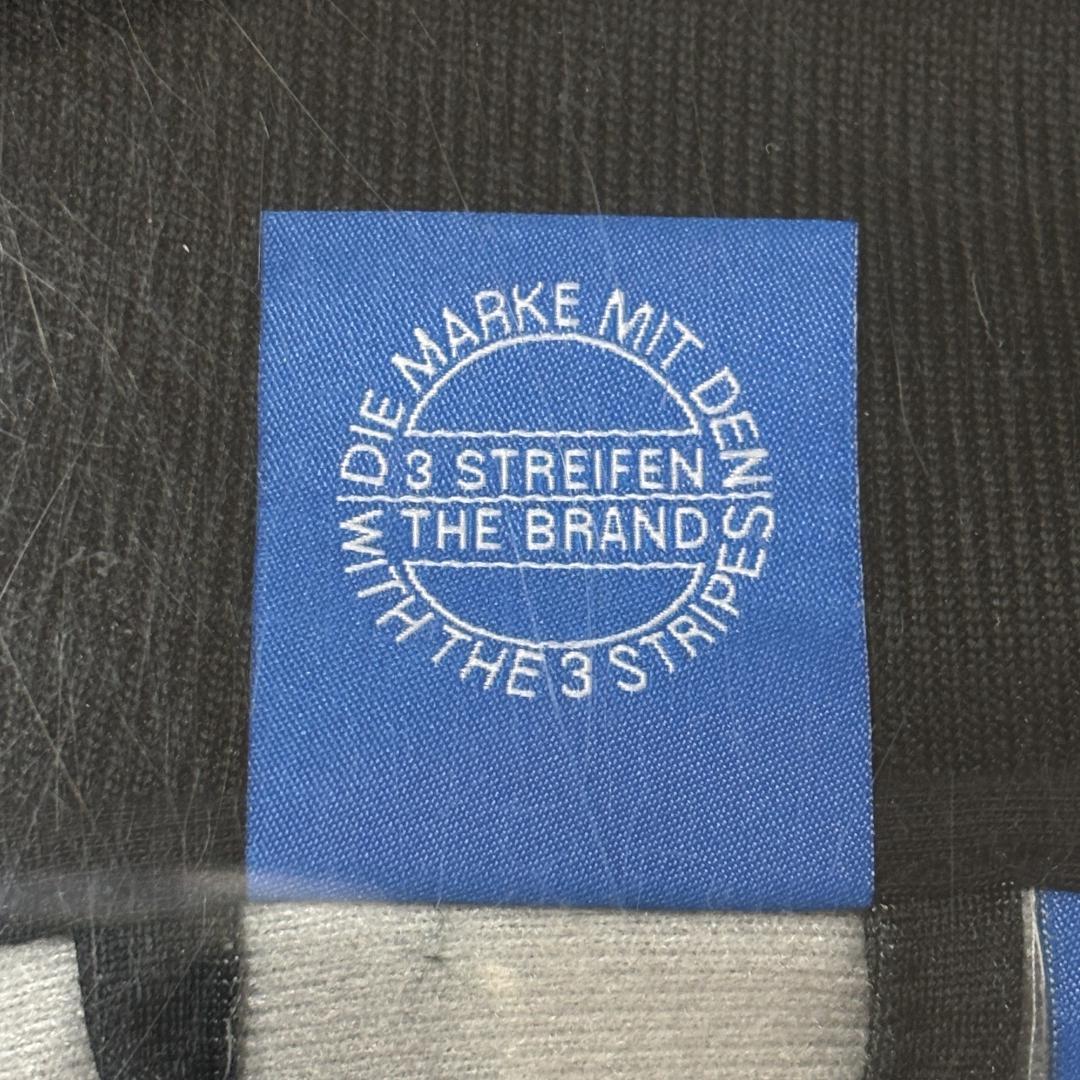 DIE MARKE MIT DEN
3 STREIFEN
THE BRAND
WITH THE 3 STRIPES